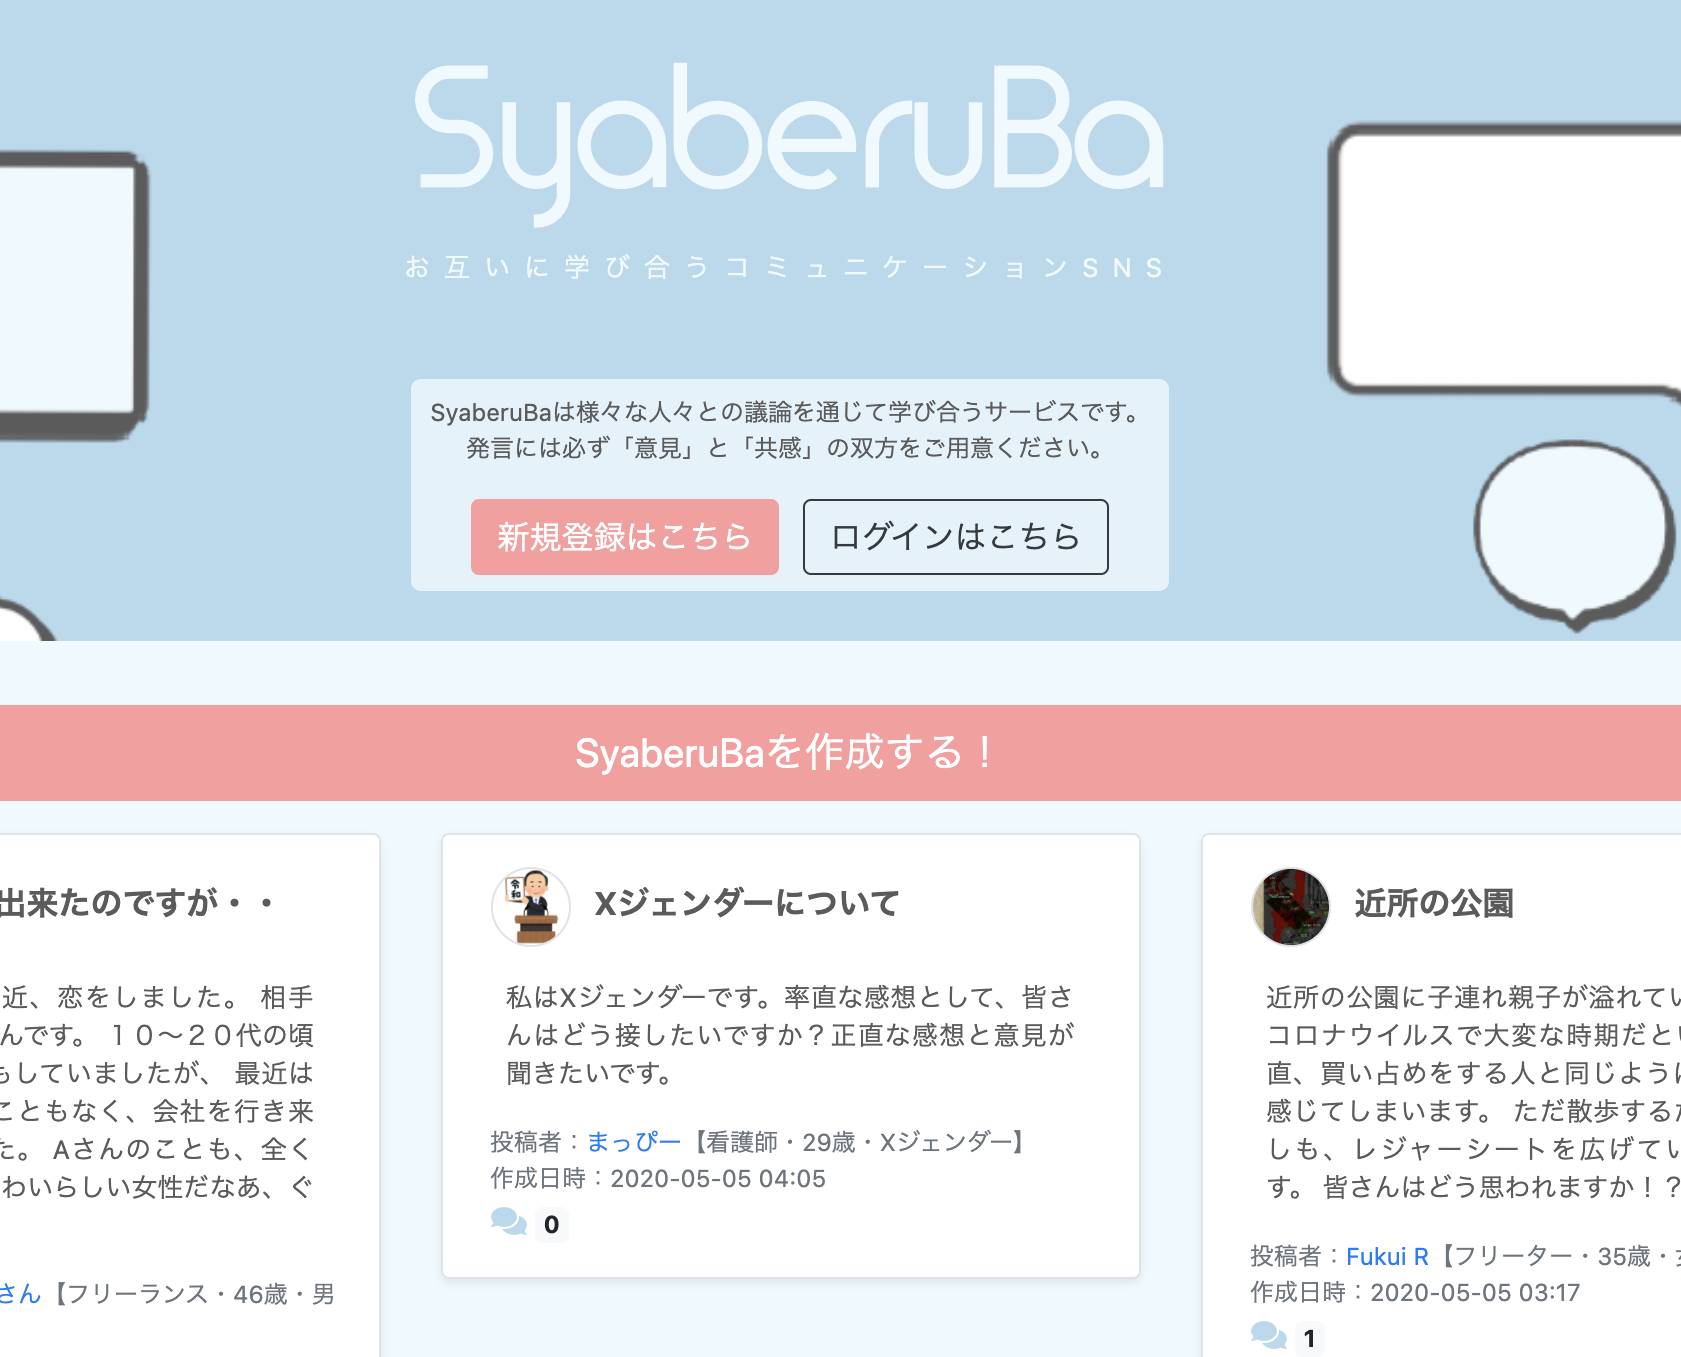 SyaberuBa
お互いに学び合うコミュニケーションSNS
SyaberuBaは様々な人々との議論を通じて学び合うサービスです。
発言には必ず「意見」と「共感」の双方をご用意ください。
新規登録はこちら
ログインはこちら
SyaberuBaを作成する！
出来たのですが・・
近、恋をしました。 相手
んです。 １０〜２０代の頃
もしていましたが、 最近は
こともなく、会社を行き来
た。 Aさんのことも、全く
わいらしい女性だなあ、ぐ
さん【フリーランス・46歳・男
令和
Xジェンダーについて
私はXジェンダーです。率直な感想として、皆さ
んはどう接したいですか？正直な感想と意見が
聞きたいです。
投稿者：まっぴー【看護師・29歳・Xジェンダー】
作成日時：2020-05-05 04:05
0
近所の公園
近所の公園に子連れ親子が溢れてい
コロナウイルスで大変な時期だとい
直、買い占めをする人と同じように
感じてしまいます。 ただ散歩するだ
しも、レジャーシートを広げてい
す。 皆さんはどう思われますか！？
投稿者：Fukui R【フリーター・35歳・女
作成日時：2020-05-05 03:17
1